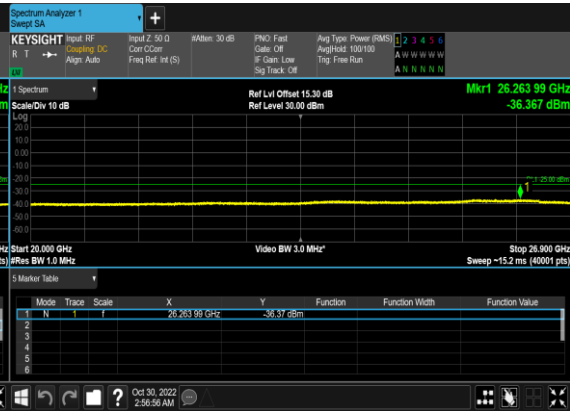 Spectrum Analyzer 1
Swept SA
KEYSIGHT
R T
Input: RF
Coupling: DC
Align: Auto
Input Z: 50 Ω
Corr CCorr
Freq Ref: Int (S)
#Atten: 30 dB
PNO: Fast
Gate: Off
IF Gain: Low
Sig Track: Off
Avg Type: Power (RMS)
Avg|Hold: 100/100
Trig: Free Run
1 2 3 4 5 6
A W W W W W
A N N N N N
1 Spectrum
Scale/Div 10 dB
Ref Lvl Offset 15.30 dB
Ref Level 30.00 dBm
Mkr1 26.263 99 GHz
-36.367 dBm
Log
20.0
10.0
0.00
-10.0
-20.0
-30.0
-40.0
-50.0
-60.0
-25.00 dBm
1
Start 20.000 GHz
#Res BW 1.0 MHz
Video BW 3.0 MHz*
Stop 26.900 GHz
Sweep ~15.2 ms (40001 pts)
5 Marker Table
Mode Trace Scale X Y Function Function Width Function Value
1 N 1 f 26.263 99 GHz -36.37 dBm
2
3
4
5
6
Oct 30, 2022
2:56:56 AM